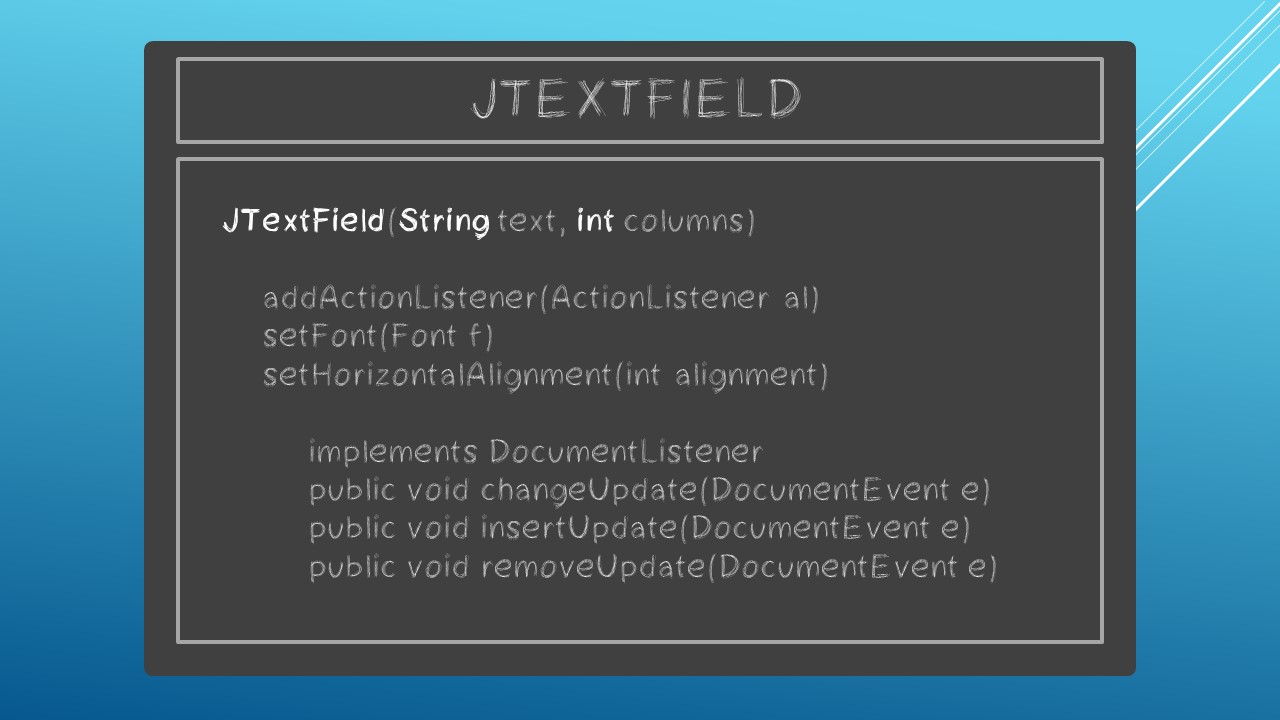 JTEXTFIELD
JTextField(String text, int columns)
addActionListener(ActionListener al)
setFont(Font f)
setHorizontalAlignment(int alignment)
implements DocumentListener
public void changeUpdate(DocumentEvent e)
public void insertUpdate(DocumentEvent e)
public void removeUpdate(DocumentEvent e)